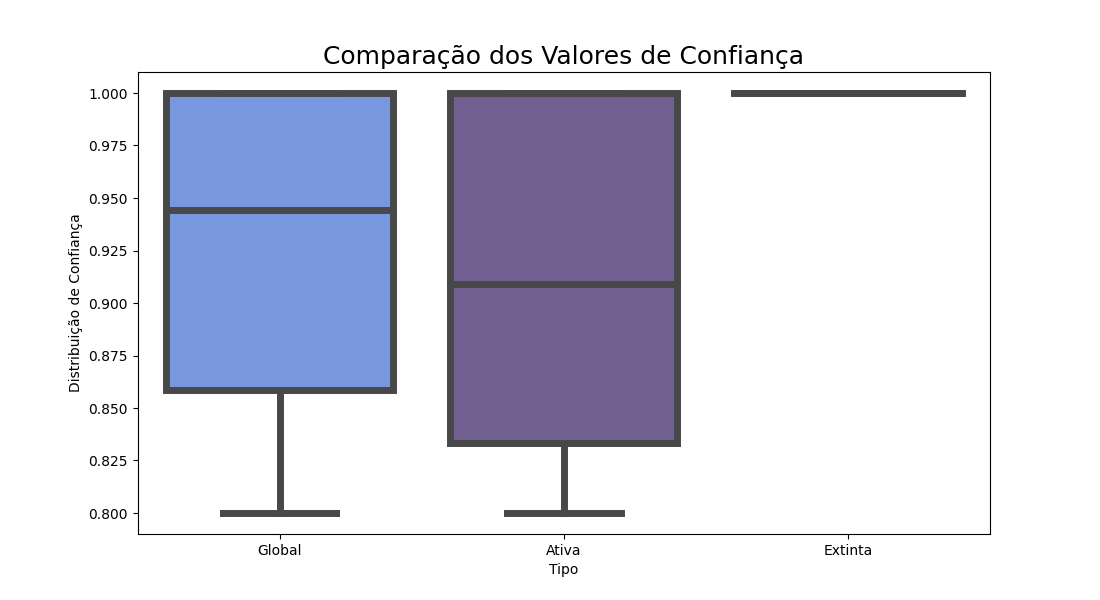 Comparação dos Valores de Confiança
Distribuição de Confiança
1.000
0.975
0.950
0.925
0.900
0.875
0.850
0.825
0.800
Global
Ativa
Extinta
Tipo